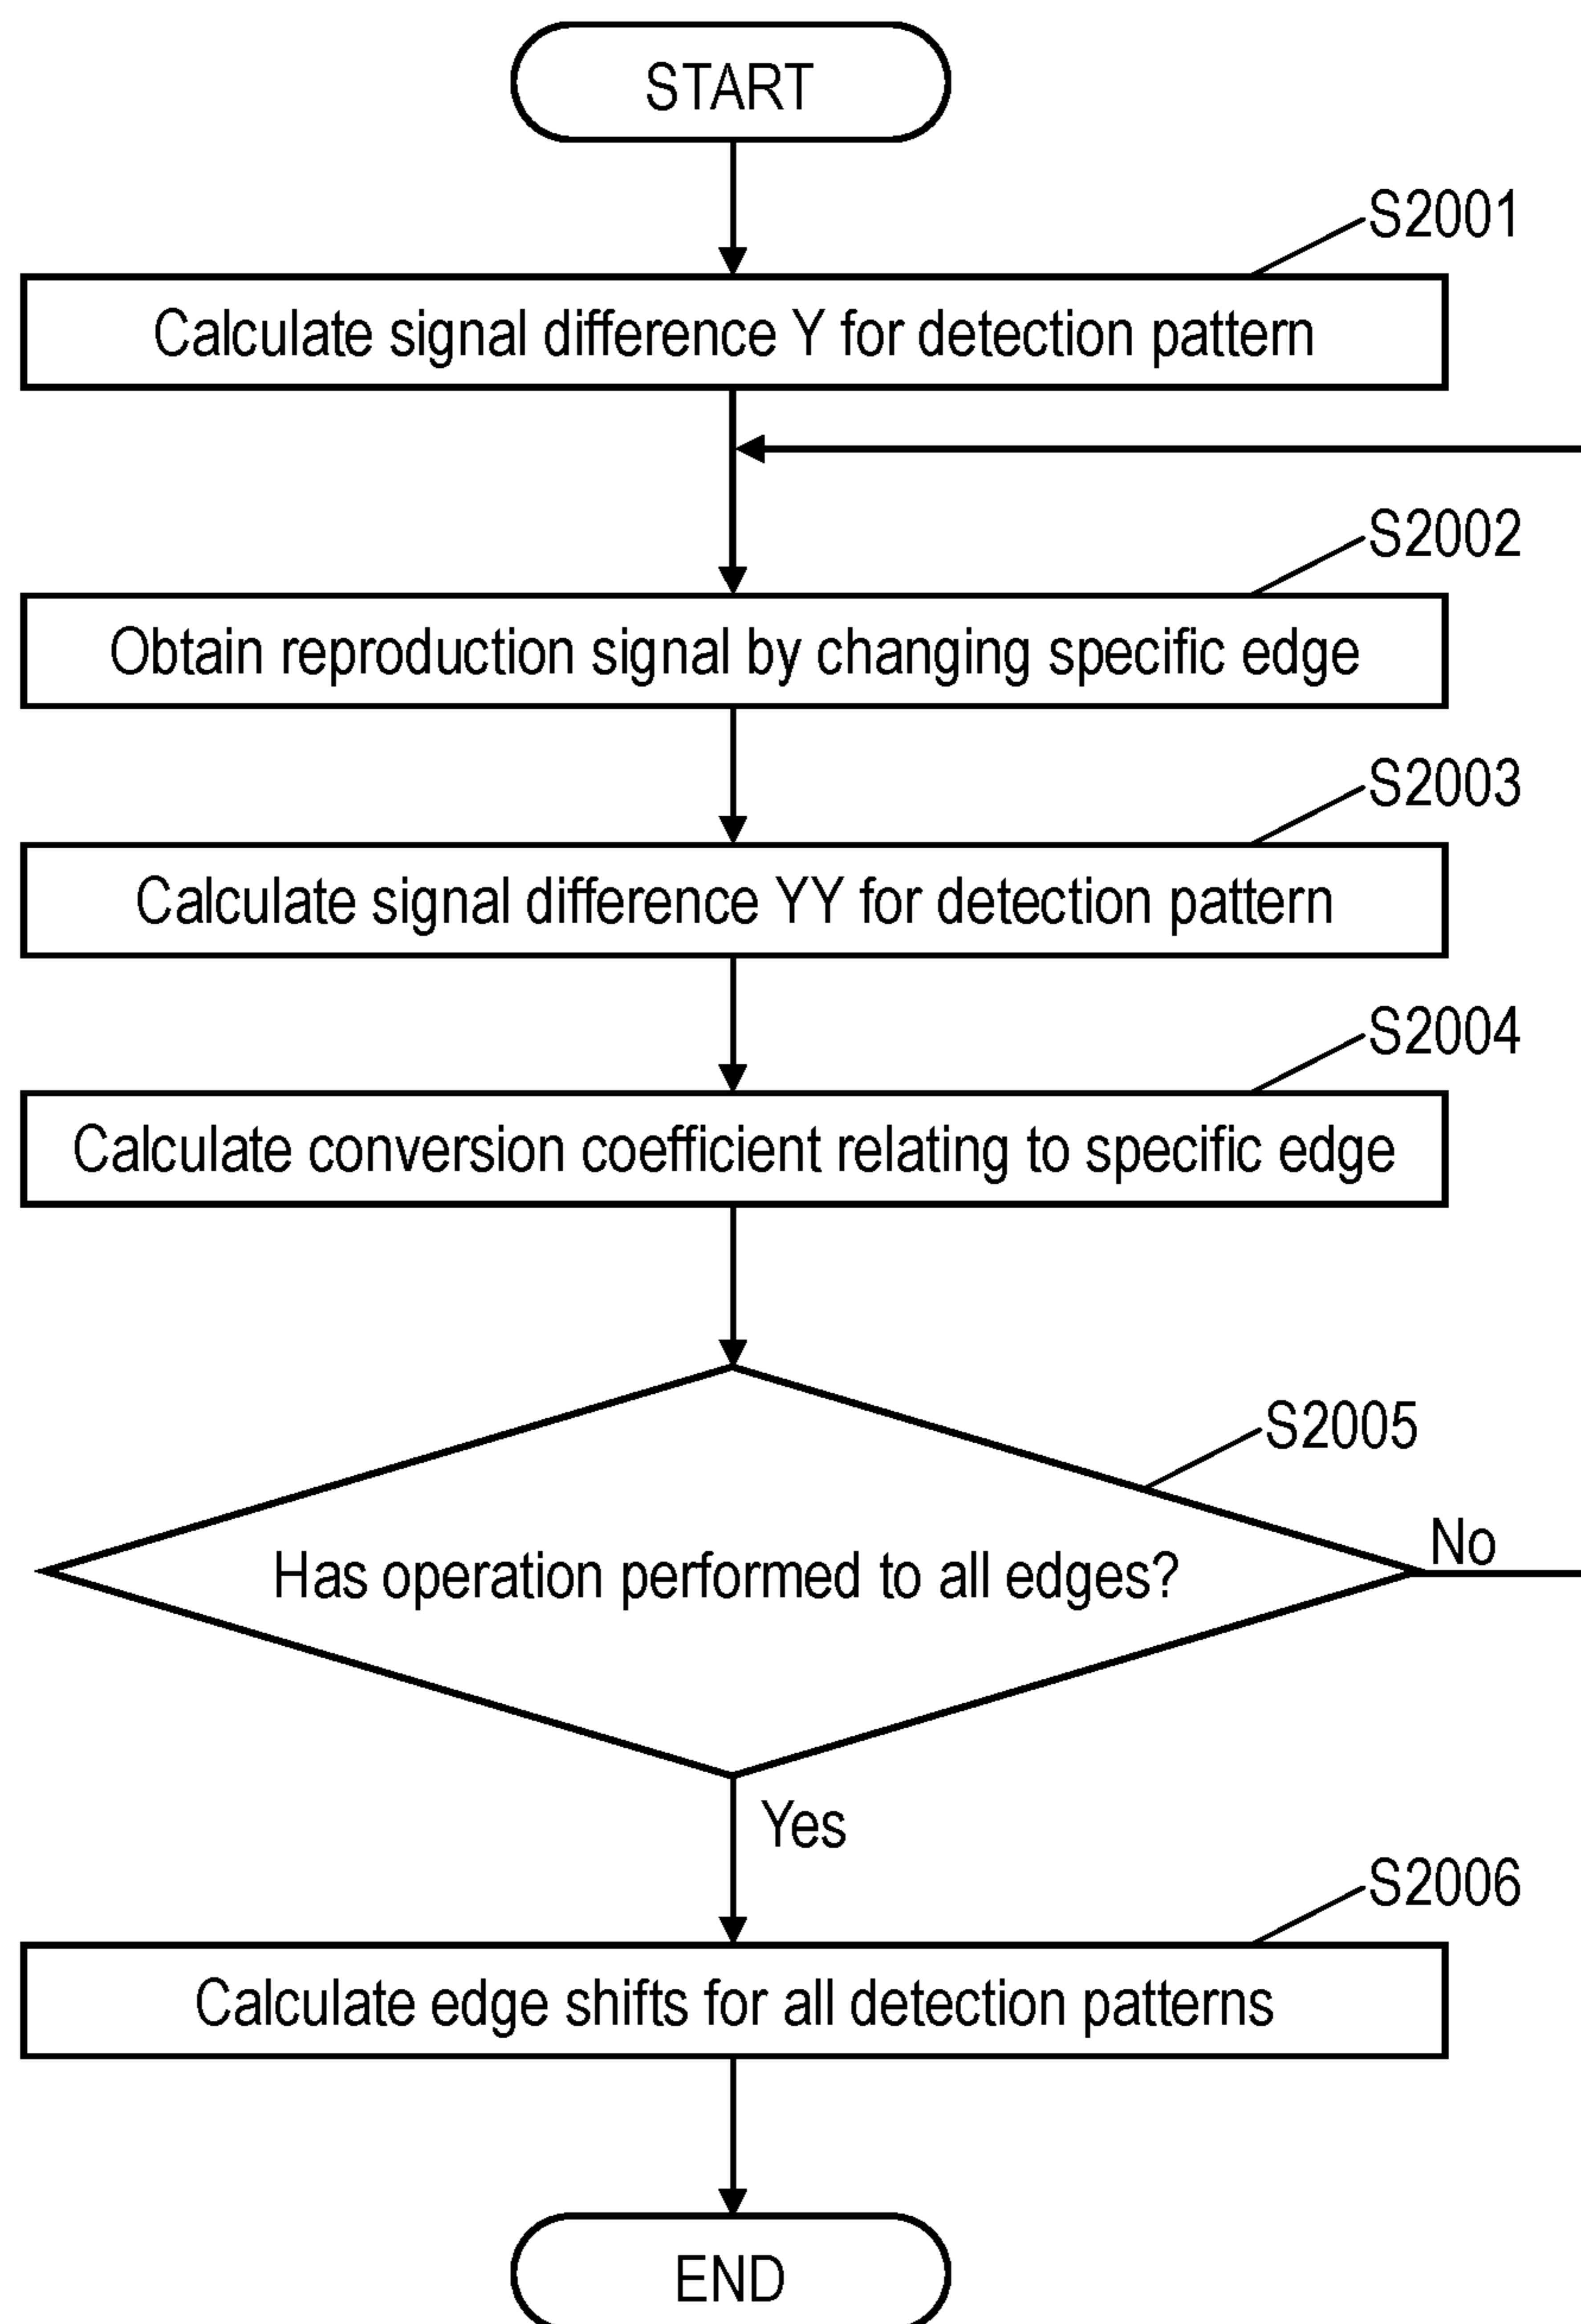 START
S2001
Calculate signal difference Y for detection pattern
S2002
Obtain reproduction signal by changing specific edge
S2003
Calculate signal difference YY for detection pattern
S2004
Calculate conversion coefficient relating to specific edge
S2005
Has operation performed to all edges?
No
Yes
S2006
Calculate edge shifts for all detection patterns
END